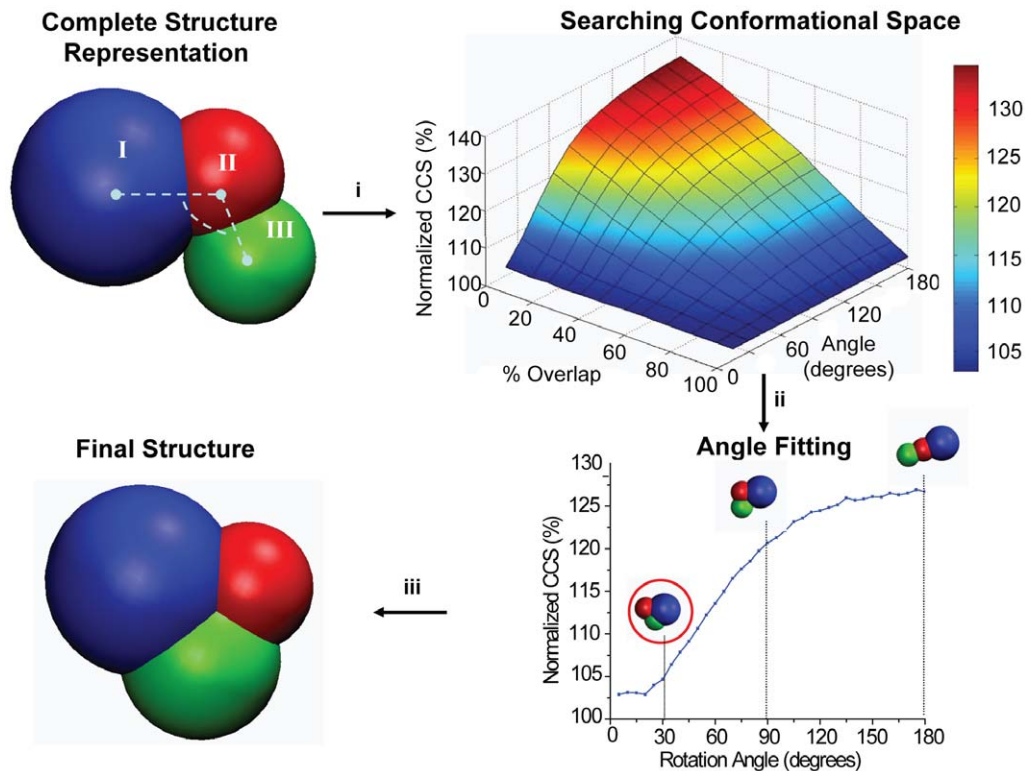 Complete Structure
Representation
I
II
III
i
Searching Conformational Space
Normalized CCS (%)
140
130
120
110
100
0
20
40
60
80
100
% Overlap
0
60
120
180
Angle
(degrees)
130
125
120
115
110
105
ii
Angle Fitting
Normalized CCS (%)
130
125
120
115
110
105
100
0
30
60
90
120
150
180
Rotation Angle (degrees)
iii
Final Structure